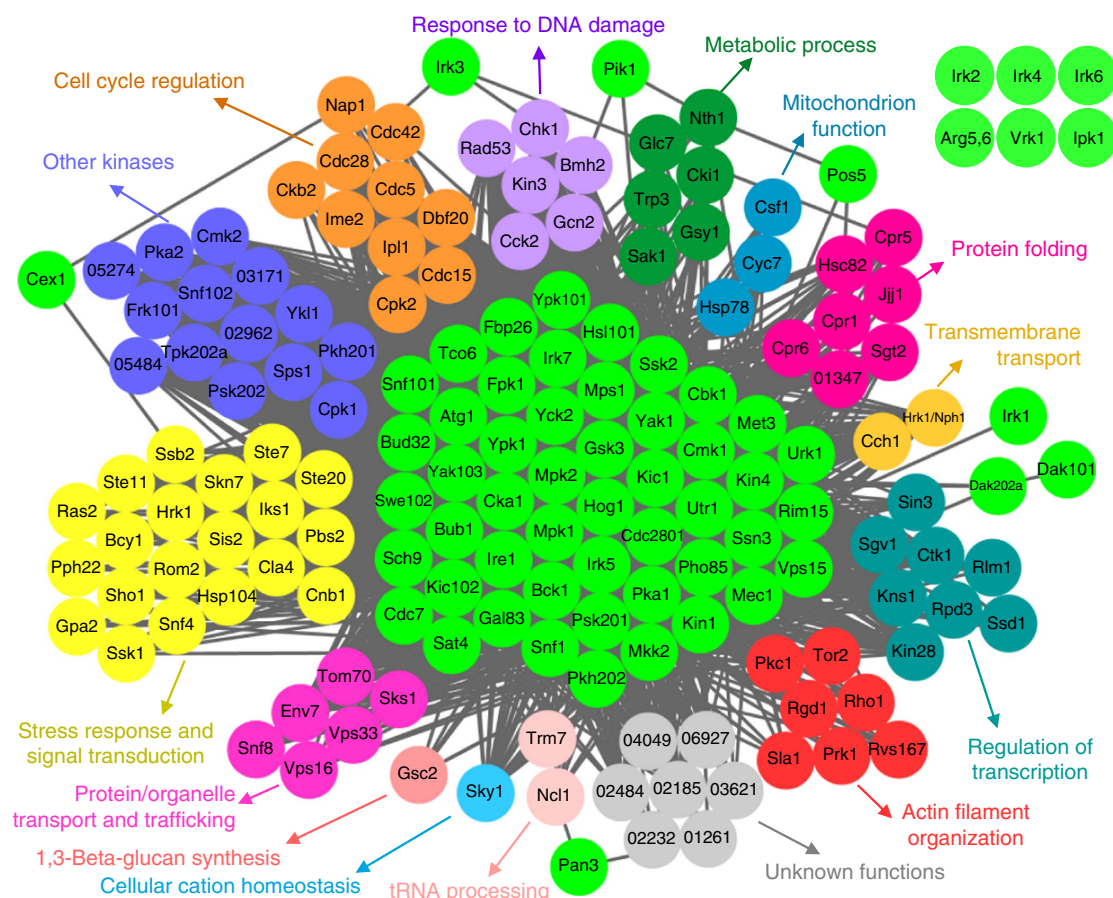 Response to DNA damage
Metabolic process
Cell cycle regulation
Mitochondrion
function
Other kinases
Protein folding
Transmembrane
transport
Irk3
Pik1
Irk2
Irk4
Irk6
Arg5,6
Vrk1
Ipk1
Nap1
Cdc42
Cdc28
Ckb2
Cdc5
Ime2
Dbf20
Ipl1
Cdc15
Cpk2
Chk1
Rad53
Bmh2
Kin3
Gcn2
Cck2
Nth1
Glc7
Cki1
Trp3
Gsy1
Sak1
Pos5
Csf1
Cyc7
Hsp78
Cpr5
Hsc82
Jjj1
Cpr1
Cpr6
Sgt2
01347
Cex1
Cmk2
Pka2
05274
03171
Snf102
Frk101
Ykl1
02962
Tpk202a
05484
Pkh201
Sps1
Psk202
Cpk1
Hrk1/Nph1
Cch1
Irk1
Dak202a
Dak101
Ypk101
Fbp26
Hsl101
Tco6
Irk7
Ssk2
Snf101
Fpk1
Mps1
Cbk1
Atg1
Yck2
Yak1
Met3
Bud32
Ypk1
Gsk3
Cmk1
Urk1
Yak103
Mpk2
Kic1
Kin4
Swe102
Cka1
Hog1
Utr1
Rim15
Bub1
Mpk1
Cdc2801
Ssn3
Sch9
Ire1
Irk5
Pho85
Vps15
Kic102
Bck1
Pka1
Mec1
Cdc7
Gal83
Psk201
Kin1
Sat4
Snf1
Mkk2
Pkh202
Ste7
Ssb2
Ste20
Ste11
Skn7
Ras2
Hrk1
Iks1
Pbs2
Bcy1
Sis2
Pph22
Rom2
Cla4
Sho1
Hsp104
Cnb1
Gpa2
Snf4
Ssk1
Sin3
Sgv1
Ctk1
Rlm1
Kns1
Rpd3
Ssd1
Kin28
Tom70
Sks1
Env7
Vps33
Snf8
Vps16
Gsc2
Sky1
Trm7
Ncl1
Pan3
04049
06927
02484
02185
03621
02232
01261
Pkc1
Tor2
Rgd1
Rho1
Sla1
Prk1
Rvs167
Stress response and
signal transduction
Regulation of
transcription
Protein/organelle
transport and trafficking
Actin filament
organization
1,3-Beta-glucan synthesis
Cellular cation homeostasis
tRNA processing
Unknown functions